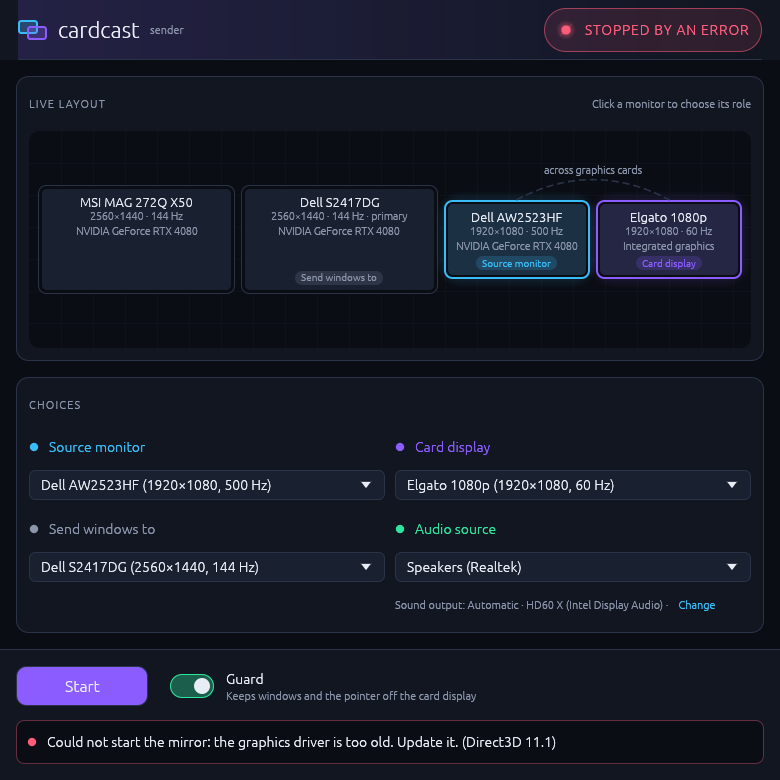 cardcast sender
STOPPED BY AN ERROR
LIVE LAYOUT
Click a monitor to choose its role
across graphics cards
MSI MAG 272Q X50
2560×1440 · 144 Hz
NVIDIA GeForce RTX 4080
Dell S2417DG
2560×1440 · 144 Hz · primary
NVIDIA GeForce RTX 4080
Send windows to
Dell AW2523HF
1920×1080 · 500 Hz
NVIDIA GeForce RTX 4080
Source monitor
Elgato 1080p
1920×1080 · 60 Hz
Integrated graphics
Card display
CHOICES
Source monitor
Dell AW2523HF (1920×1080, 500 Hz)
Card display
Elgato 1080p (1920×1080, 60 Hz)
Send windows to
Dell S2417DG (2560×1440, 144 Hz)
Audio source
Speakers (Realtek)
Sound output: Automatic · HD60 X (Intel Display Audio) · Change
Start
Guard
Keeps windows and the pointer off the card display
Could not start the mirror: the graphics driver is too old. Update it. (Direct3D 11.1)